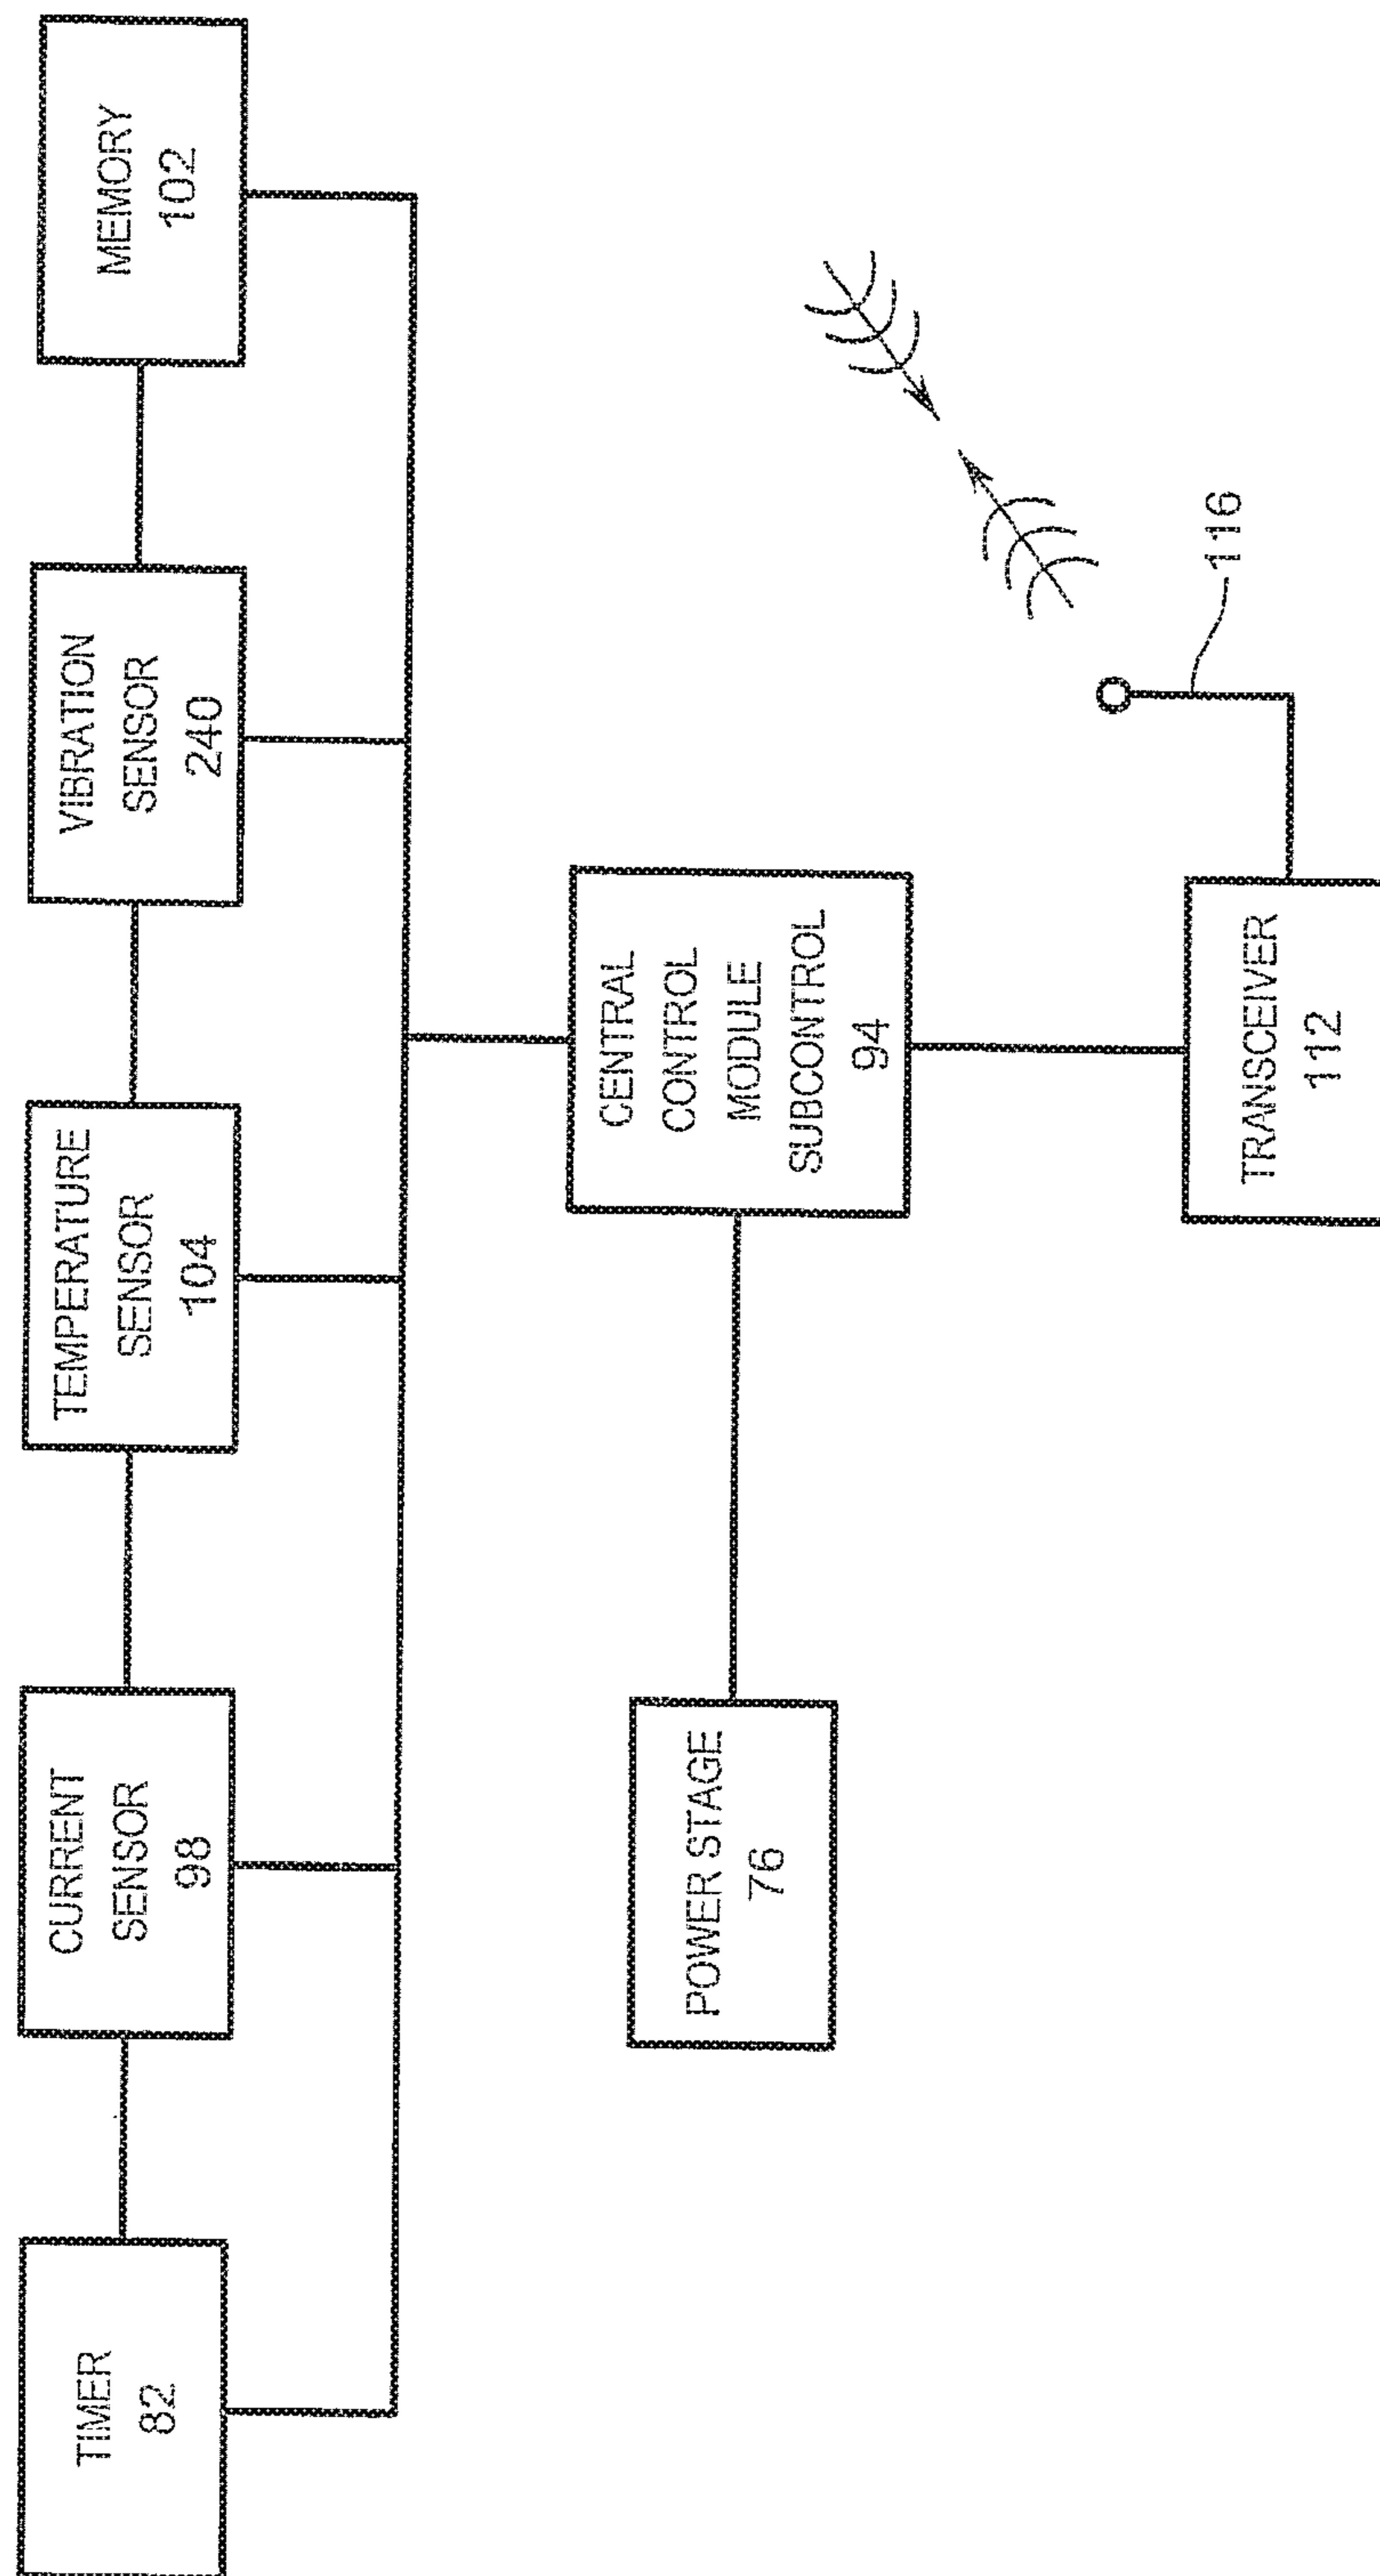 TIMER
82
CURRENT
SENSOR
98
TEMPERATURE
SENSOR
104
VIBRATION
SENSOR
240
MEMORY
102
POWER STAGE
76
CENTRAL
CONTROL
MODULE
SUBCONTROL
94
TRANSCEIVER
112
116